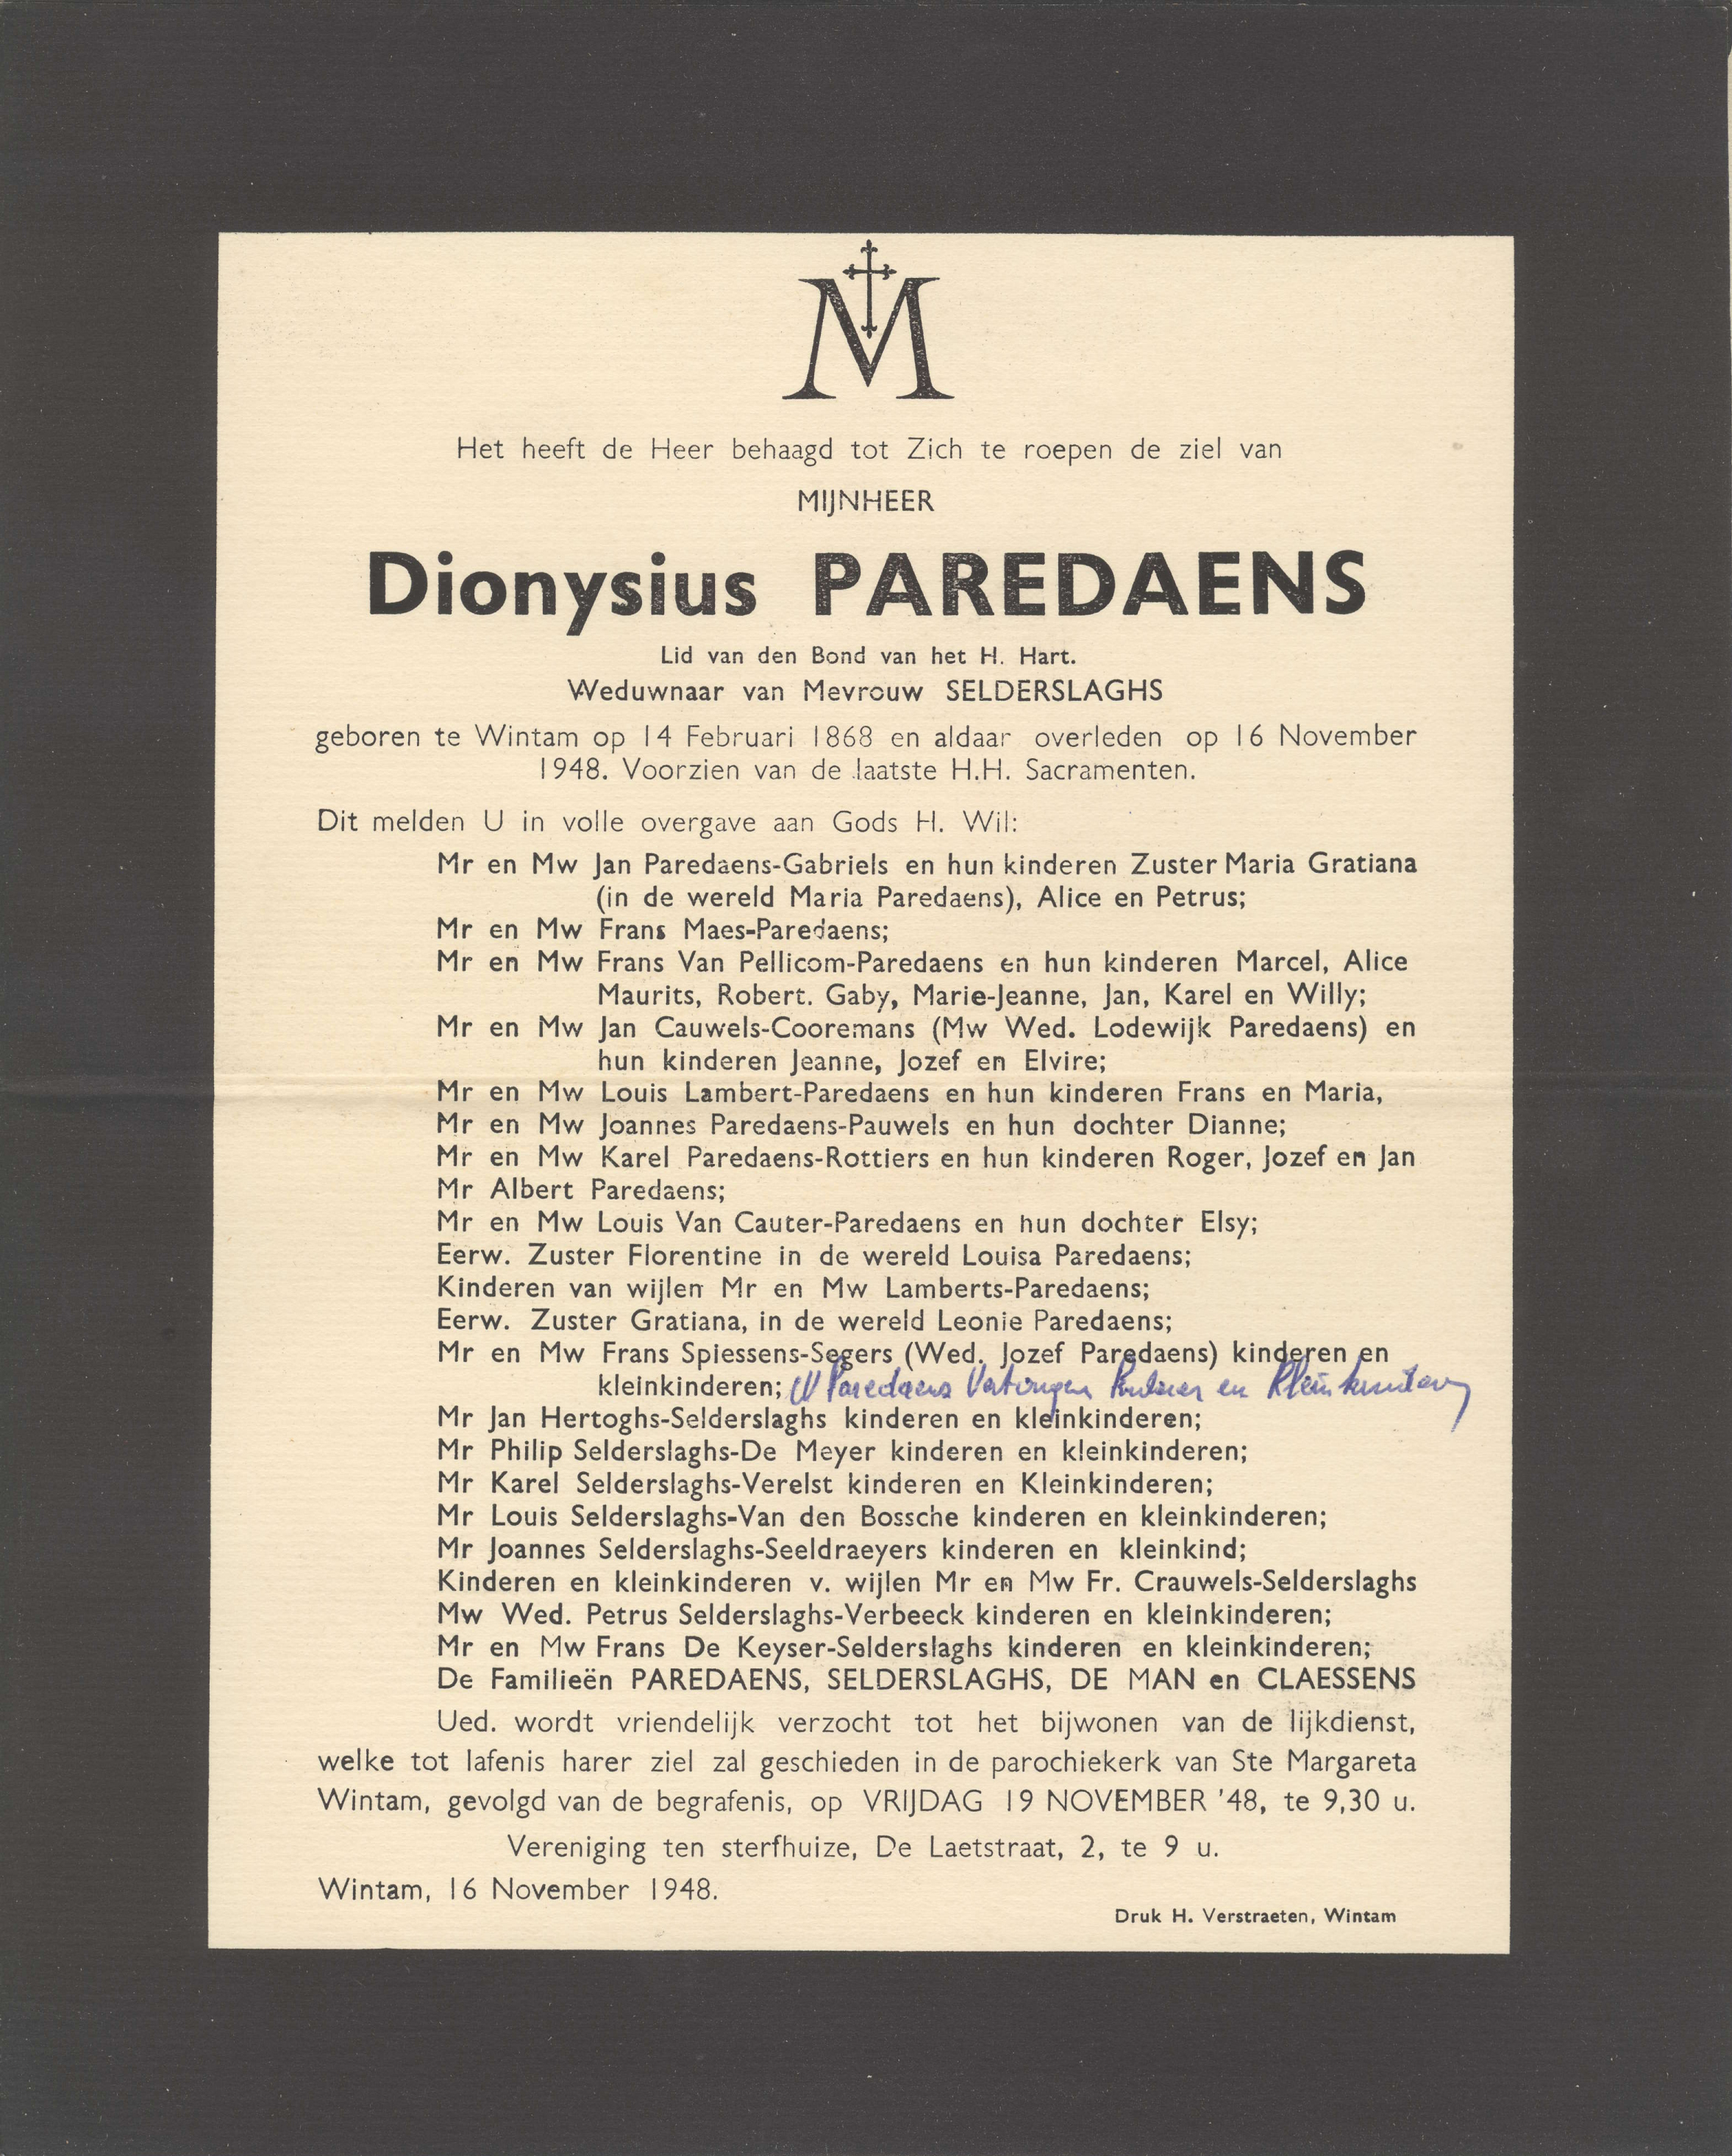 M
Het heeft de Heer behaagd tot Zich te roepen de ziel van
MIJNHEER
Dionysius PAREDAENS
Lid van den Bond van het H. Hart.
Weduwnaar van Mevrouw SELDERSLAGHS
geboren te Wintam op 14 Februari 1868 en aldaar overleden op 16 November
1948. Voorzien van de laatste H.H. Sacramenten.
Dit melden U in volle overgave aan Gods H. Wil:
Mr en Mw Jan Paredaens-Gabriels en hun kinderen Zuster Maria Gratiana
(in de wereld Maria Paredaens), Alice en Petrus;
Mr en Mw Frans Maes-Paredaens;
Mr en Mw Frans Van Pellicom-Paredaens en hun kinderen Marcel, Alice
Maurits, Robert. Gaby, Marie-Jeanne, Jan, Karel en Willy;
Mr en Mw Jan Cauwels-Cooremans (Mw Wed. Lodewijk Paredaens) en
hun kinderen Jeanne, Jozef en Elvire;
Mr en Mw Louis Lambert-Paredaens en hun kinderen Frans en Maria,
Mr en Mw Joannes Paredaens-Pauwels en hun dochter Dianne;
Mr en Mw Karel Paredaens-Rottiers en hun kinderen Roger, Jozef en Jan
Mr Albert Paredaens;
Mr en Mw Louis Van Cauter-Paredaens en hun dochter Elsy;
Eerw. Zuster Florentine in de wereld Louisa Paredaens;
Kinderen van wijlen Mr en Mw Lamberts-Paredaens;
Eerw. Zuster Gratiana, in de wereld Leonie Paredaens;
Mr en Mw Frans Spiessens-Segers (Wed. Jozef Paredaens) kinderen en
kleinkinderen; Paredaens en Kleinkinderen
Mr Jan Hertoghs-Selderslaghs kinderen en kleinkinderen;
Mr Philip Selderslaghs-De Meyer kinderen en kleinkinderen;
Mr Karel Selderslaghs-Verelst kinderen en Kleinkinderen;
Mr Louis Selderslaghs-Van den Bossche kinderen en kleinkinderen;
Mr Joannes Selderslaghs-Seeldraeyers kinderen en kleinkind;
Kinderen en kleinkinderen v. wijlen Mr en Mw Fr. Crauwels-Selderslaghs
Mw Wed. Petrus Selderslaghs-Verbeeck kinderen en kleinkinderen;
Mr en Mw Frans De Keyser-Selderslaghs kinderen en kleinkinderen;
De Familieën PAREDAENS, SELDERSLAGHS, DE MAN en CLAESSENS
Ued. wordt vriendelijk verzocht tot het bijwonen van de lijkdienst,
welke tot lafenis harer ziel zal geschieden in de parochiekerk van Ste Margareta
Wintam, gevolgd van de begrafenis, op VRIJDAG 19 NOVEMBER '48, te 9,30 u.
Vereniging ten sterfhuize, De Laetstraat, 2, te 9 u.
Wintam, 16 November 1948.
Druk H. Verstraeten, Wintam